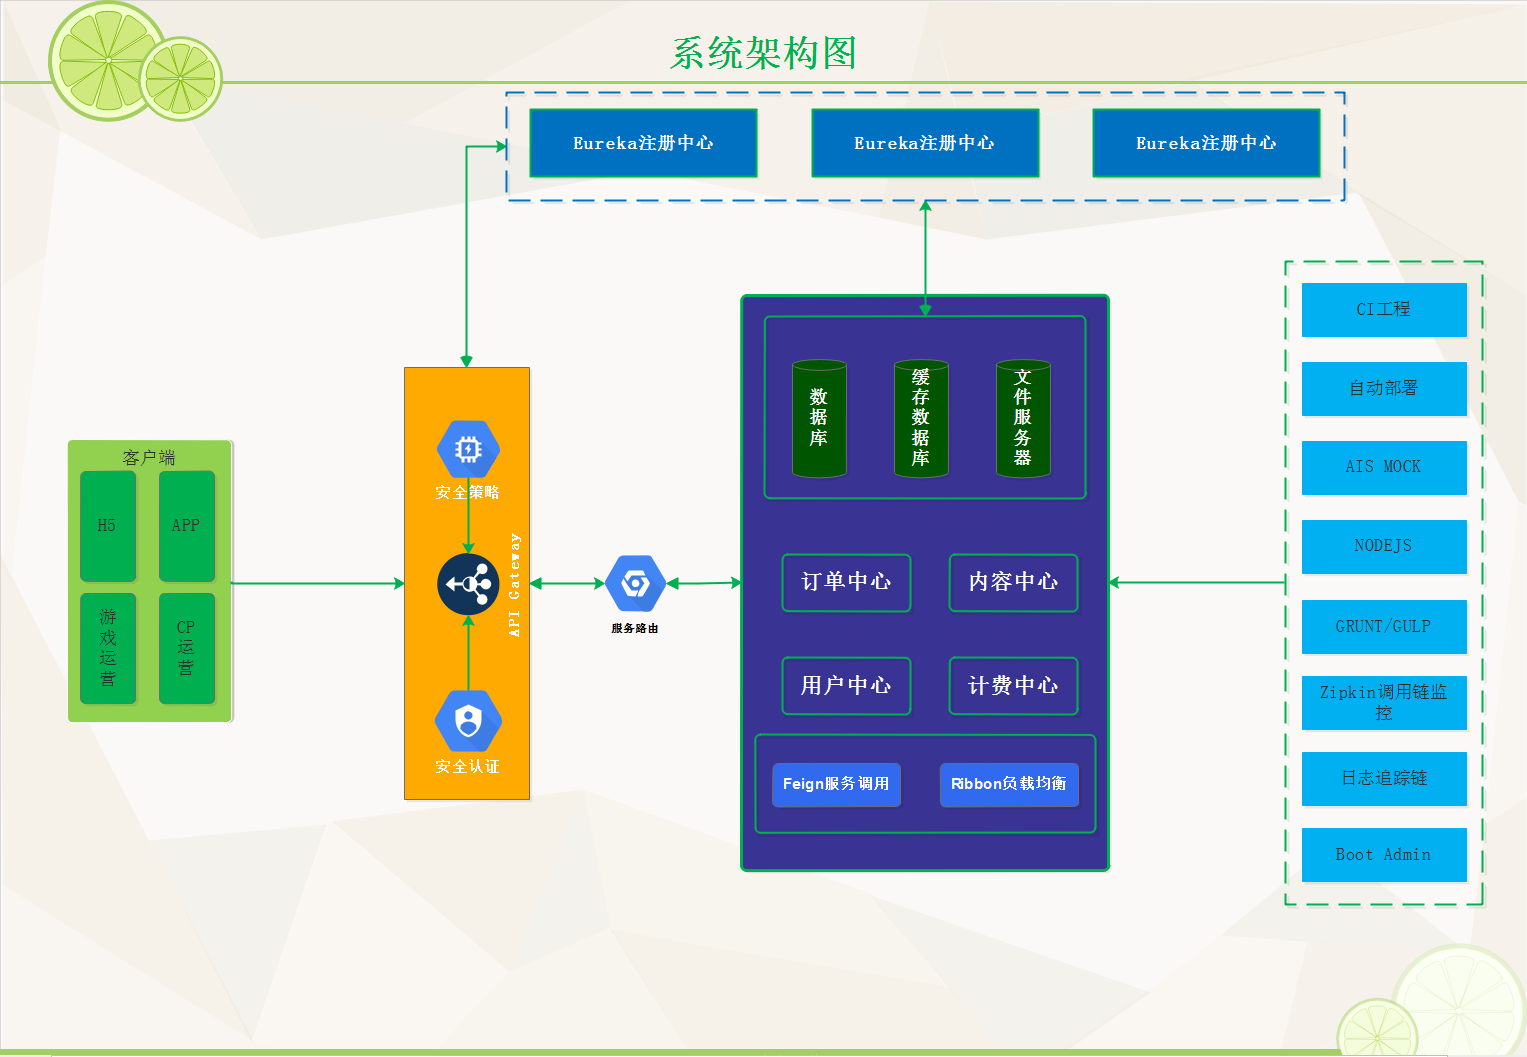 系统架构图
Eureka注册中心
Eureka注册中心
Eureka注册中心
客户端
H5
APP
游
戏
运
营
CP
运
营
安全策略
API Gateway
安全认证
服务路由
数
据
库
缓
存
数
据
库
文
件
服
务
器
订单中心
内容中心
用户中心
计费中心
Feign服务调用
Ribbon负载均衡
CI工程
自动部署
AIS MOCK
NODEJS
GRUNT/GULP
Zipkin调用链监
控
日志追踪链
Boot Admin